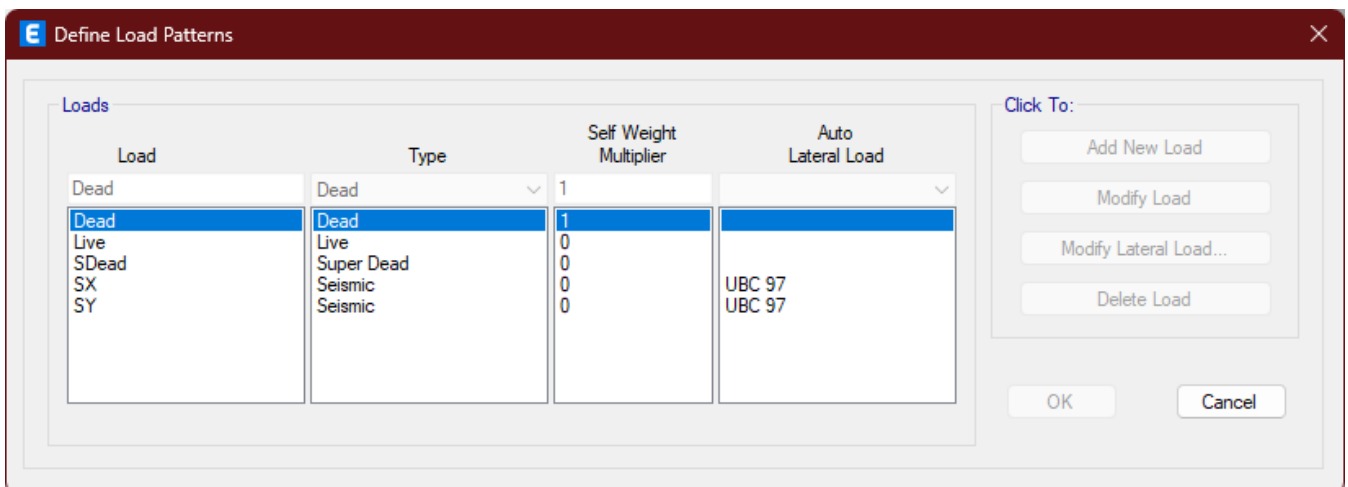 E Define Load Patterns
Loads
Click To:
Load Type Self Weight Multiplier Auto Lateral Load
Dead Dead 1
Dead Dead 1
Live Live 0
SDead Super Dead 0
SX Seismic 0 UBC 97
SY Seismic 0 UBC 97
Add New Load
Modify Load
Modify Lateral Load...
Delete Load
OK Cancel